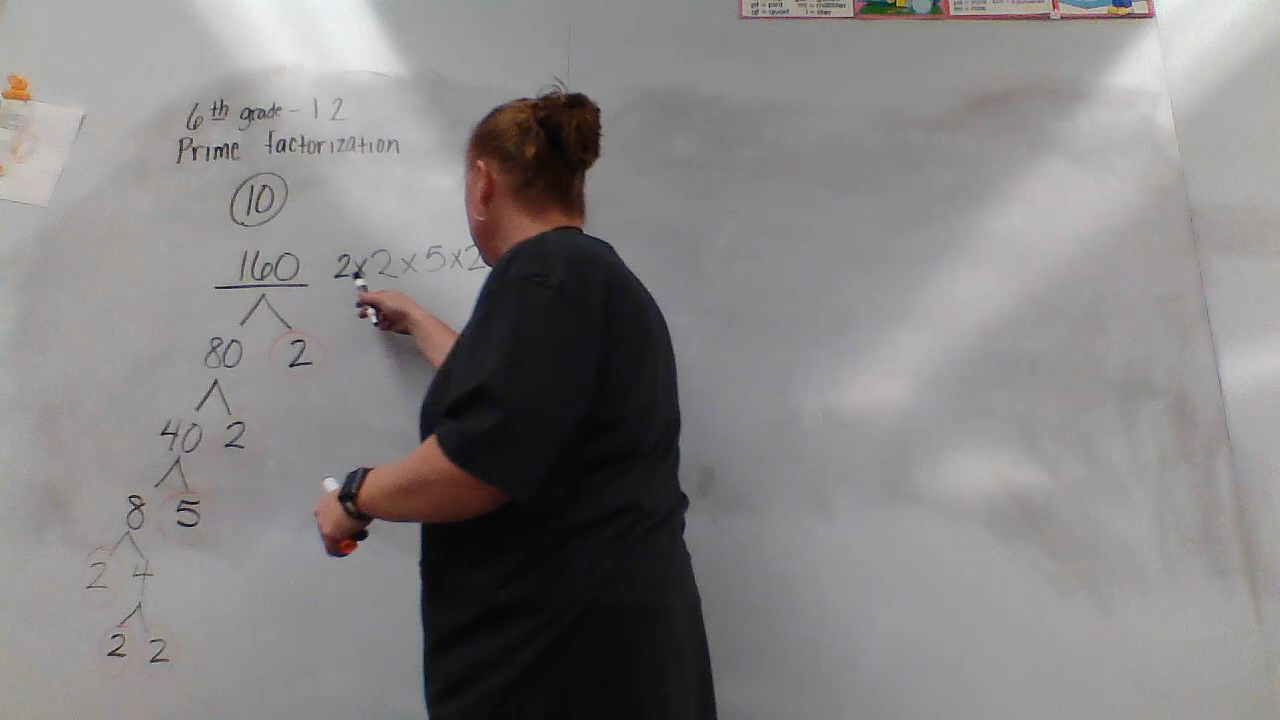 6th grade - 12
Prime factorization
10
160 2x2x5x2
80 2
40 2
8 5
2 4
2 2